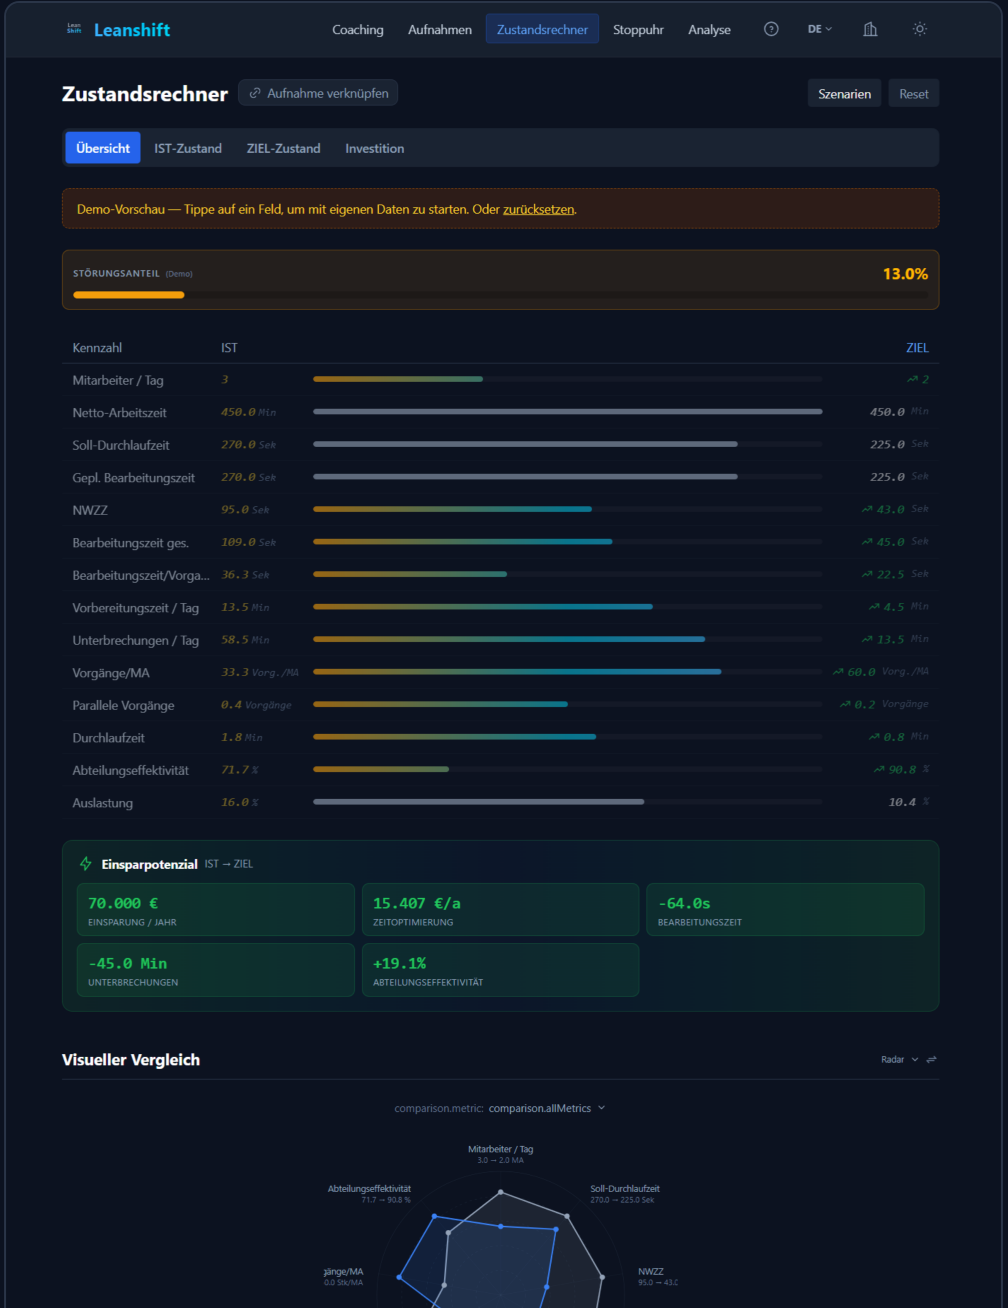 Lean Shift Leanshift Coaching Aufnahmen Zustandsrechner Stoppuhr Analyse ? DE
Zustandsrechner Aufnahme verknüpfen Szenarien Reset
Übersicht IST-Zustand ZIEL-Zustand Investition
Demo-Vorschau — Tippe auf ein Feld, um mit eigenen Daten zu starten. Oder zurücksetzen.
STÖRUNGSANTEIL (Demo) 13.0%
Kennzahl IST ZIEL
Mitarbeiter / Tag 3 2
Netto-Arbeitszeit 450.0 Min 450.0 Min
Soll-Durchlaufzeit 270.0 Sek 225.0 Sek
Gepl. Bearbeitungszeit 270.0 Sek 225.0 Sek
NWZZ 95.0 Sek 43.0 Sek
Bearbeitungszeit ges. 109.0 Sek 45.0 Sek
Bearbeitungszeit/Vorga... 36.3 Sek 22.5 Sek
Vorbereitungszeit / Tag 13.5 Min 4.5 Min
Unterbrechungen / Tag 58.5 Min 13.5 Min
Vorgänge/MA 33.3 Vorg./MA 60.0 Vorg./MA
Parallele Vorgänge 0.4 Vorgänge 0.2 Vorgänge
Durchlaufzeit 1.8 Min 0.8 Min
Abteilungseffektivität 71.7 % 90.8 %
Auslastung 16.0 % 10.4 %
Einsparpotenzial IST → ZIEL
70.000 € 15.407 €/a -64.0s
EINSPARUNG / JAHR ZEITOPTIMIERUNG BEARBEITUNGSZEIT
-45.0 Min +19.1%
UNTERBRECHUNGEN ABTEILUNGSEFFEKTIVITÄT
Visueller Vergleich Radar
comparison.metric: comparison.allMetrics
Mitarbeiter / Tag
3.0 → 2.0 MA
Abteilungseffektivität Soll-Durchlaufzeit
71.7 → 90.8 % 270.0 → 225.0 Sek
gänge/MA NWZZ
0.0 Stk/MA 95.0 → 43.0